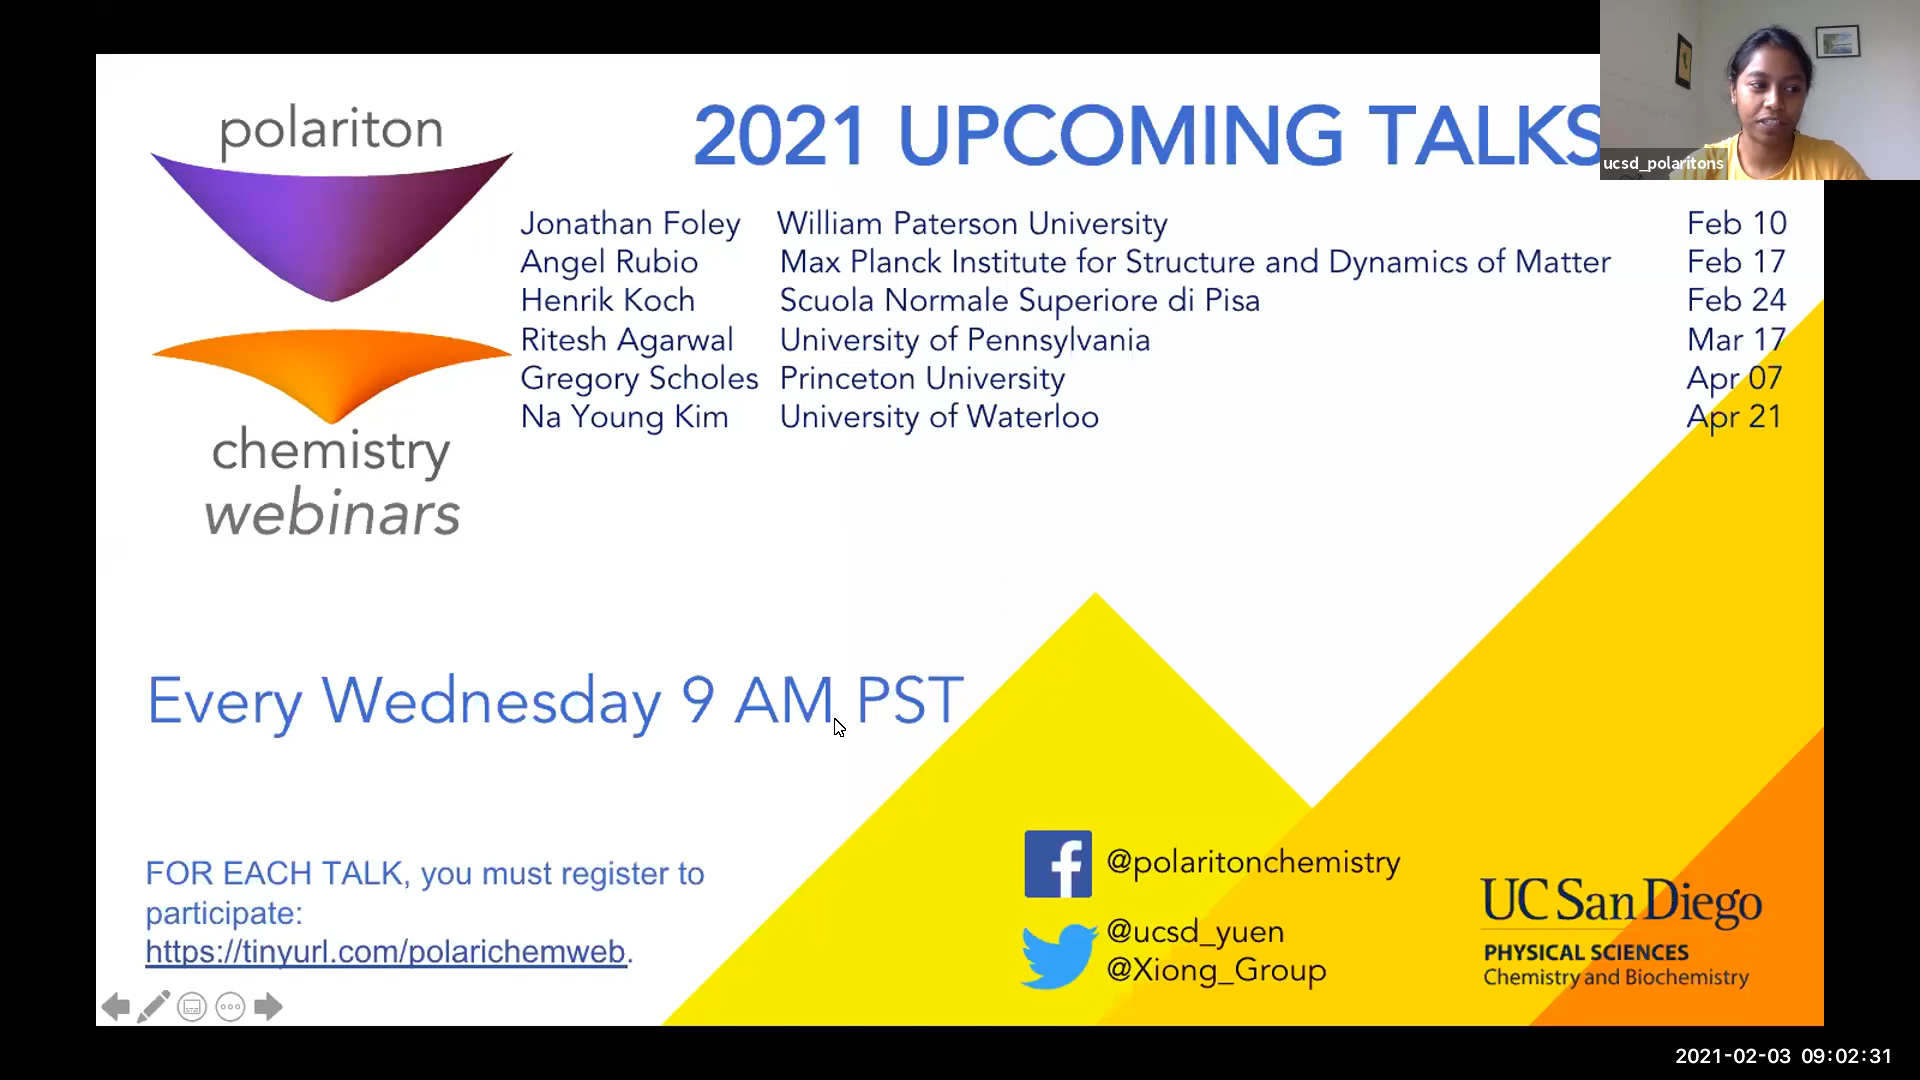 polariton
chemistry
webinars
2021 UPCOMING TALKS
ucsd_polaritons
Jonathan Foley William Paterson University Feb 10
Angel Rubio Max Planck Institute for Structure and Dynamics of Matter Feb 17
Henrik Koch Scuola Normale Superiore di Pisa Feb 24
Ritesh Agarwal University of Pennsylvania Mar 17
Gregory Scholes Princeton University Apr 07
Na Young Kim University of Waterloo Apr 21
Every Wednesday 9 AM PST
FOR EACH TALK, you must register to
participate:
https://tinyurl.com/polarichemweb.
@polaritonchemistry
@ucsd_yuen
@Xiong_Group
UC San Diego
PHYSICAL SCIENCES
Chemistry and Biochemistry
2021-02-03 09:02:31